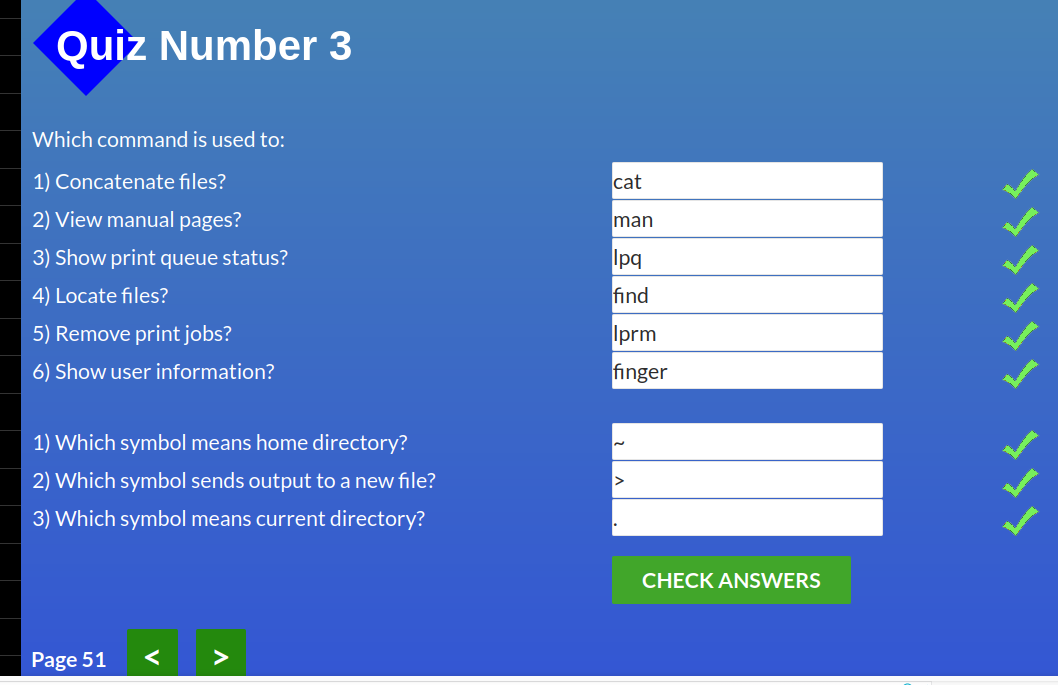 Quiz Number 3
Which command is used to:
1) Concatenate files? cat
2) View manual pages? man
3) Show print queue status? lpq
4) Locate files? find
5) Remove print jobs? lprm
6) Show user information? finger
1) Which symbol means home directory? ~
2) Which symbol sends output to a new file? >
3) Which symbol means current directory? .
CHECK ANSWERS
Page 51 < >